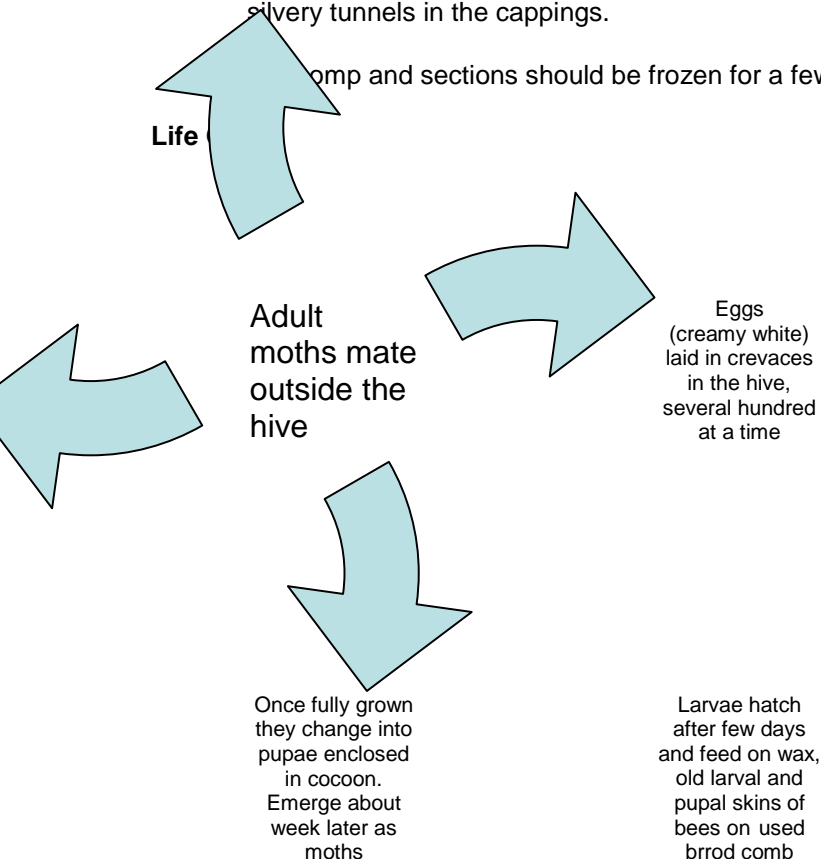 silvery tunnels in the cappings.
omp and sections should be frozen for a few
Life
Adult
moths mate
outside the
hive
Eggs
(creamy white)
laid in crevaces
in the hive,
several hundred
at a time
Once fully grown
they change into
pupae enclosed
in cocoon.
Emerge about
week later as
moths
Larvae hatch
after few days
and feed on wax,
old larval and
pupal skins of
bees on used
brrod comb